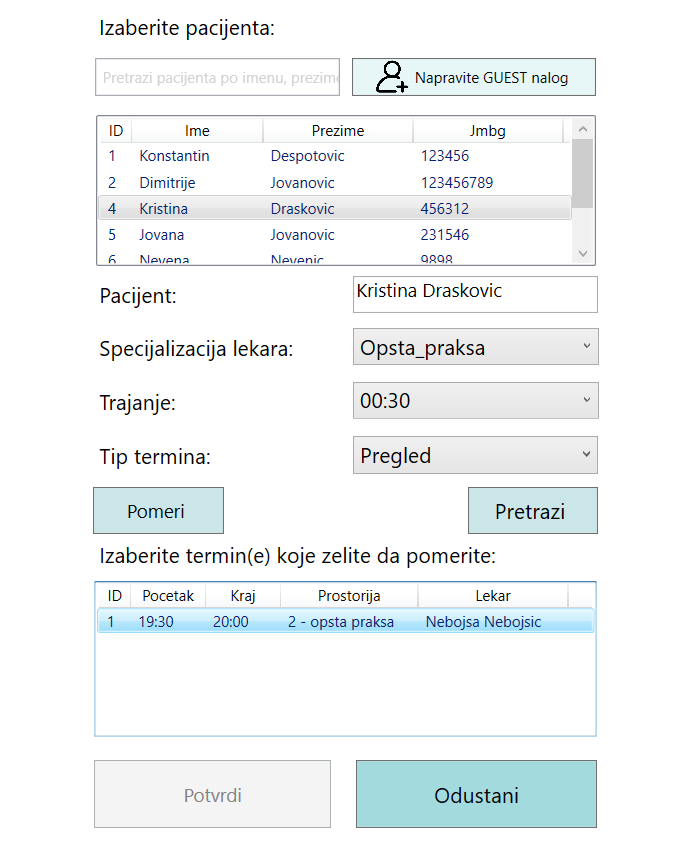 Izaberite pacijenta:
Pretrazi pacijenta po imenu, prezime Napravite GUEST nalog
ID Ime Prezime Jmbg
1 Konstantin Despotovic 123456
2 Dimitrije Jovanovic 123456789
4 Kristina Draskovic 456312
5 Jovana Jovanovic 231546
6 Nevena Nevenic 9898
Pacijent: Kristina Draskovic
Specijalizacija lekara: Opsta_praksa
Trajanje: 00:30
Tip termina: Pregled
Pomeri Pretrazi
Izaberite termin(e) koje zelite da pomerite:
ID Pocetak Kraj Prostorija Lekar
1 19:30 20:00 2 - opsta praksa Nebojsa Nebojsic
Potvrdi Odustani